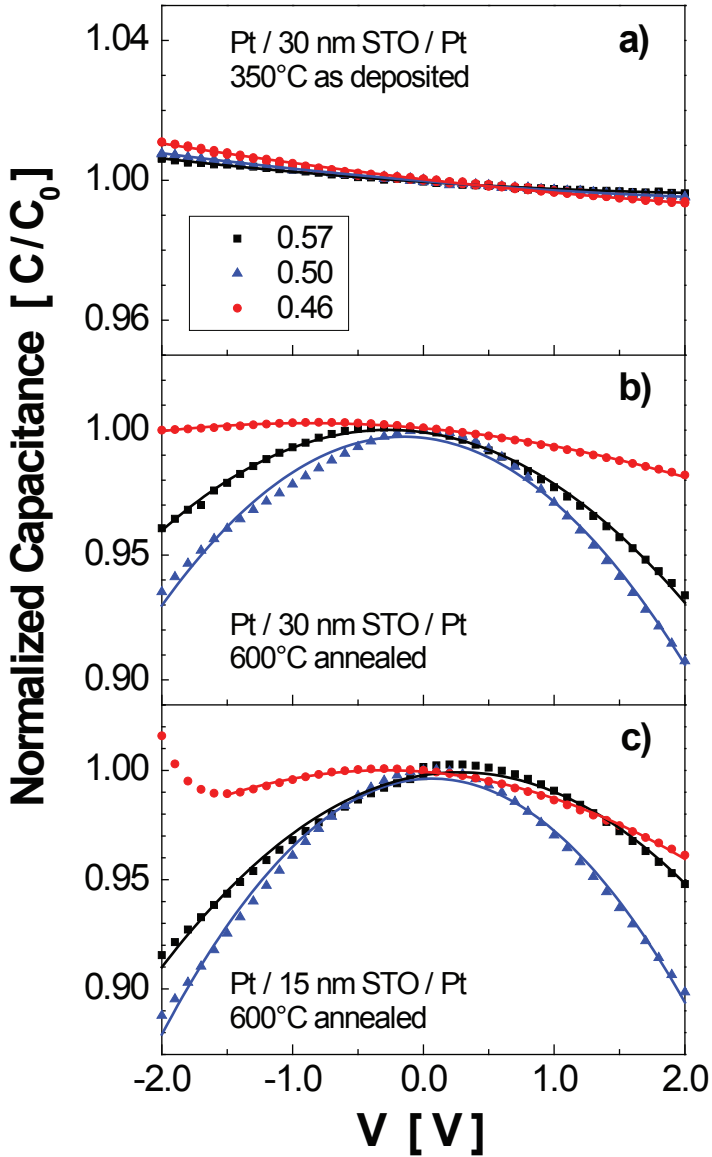 Normalized Capacitance [ C/C₀ ]
1.04
1.00
0.96
Pt / 30 nm STO / Pt
350°C as deposited
a)
0.57
0.50
0.46
1.00
0.95
0.90
b)
Pt / 30 nm STO / Pt
600°C annealed
1.00
0.95
0.90
c)
Pt / 15 nm STO / Pt
600°C annealed
-2.0 -1.0 0.0 1.0 2.0
V [ V ]